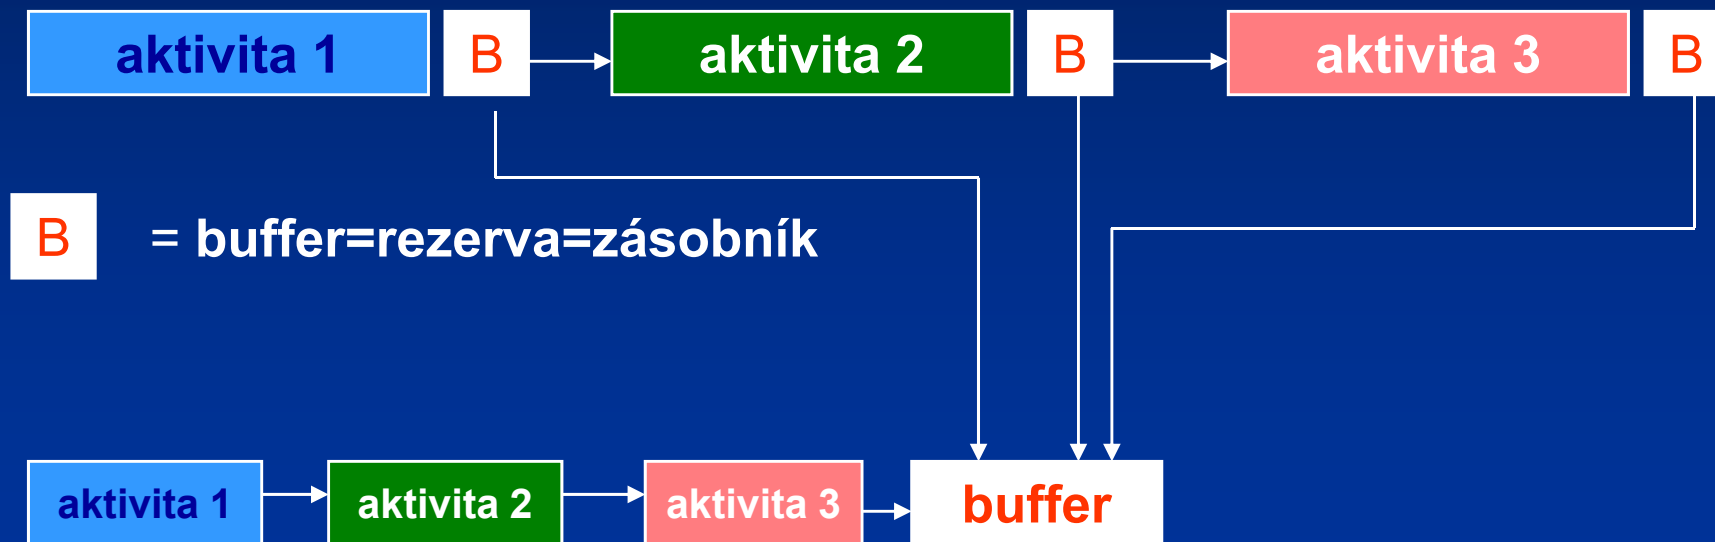 aktivita 1 B aktivita 2 B aktivita 3 B
B = buffer=rezerva=zásobník
aktivita 1 aktivita 2 aktivita 3 buffer